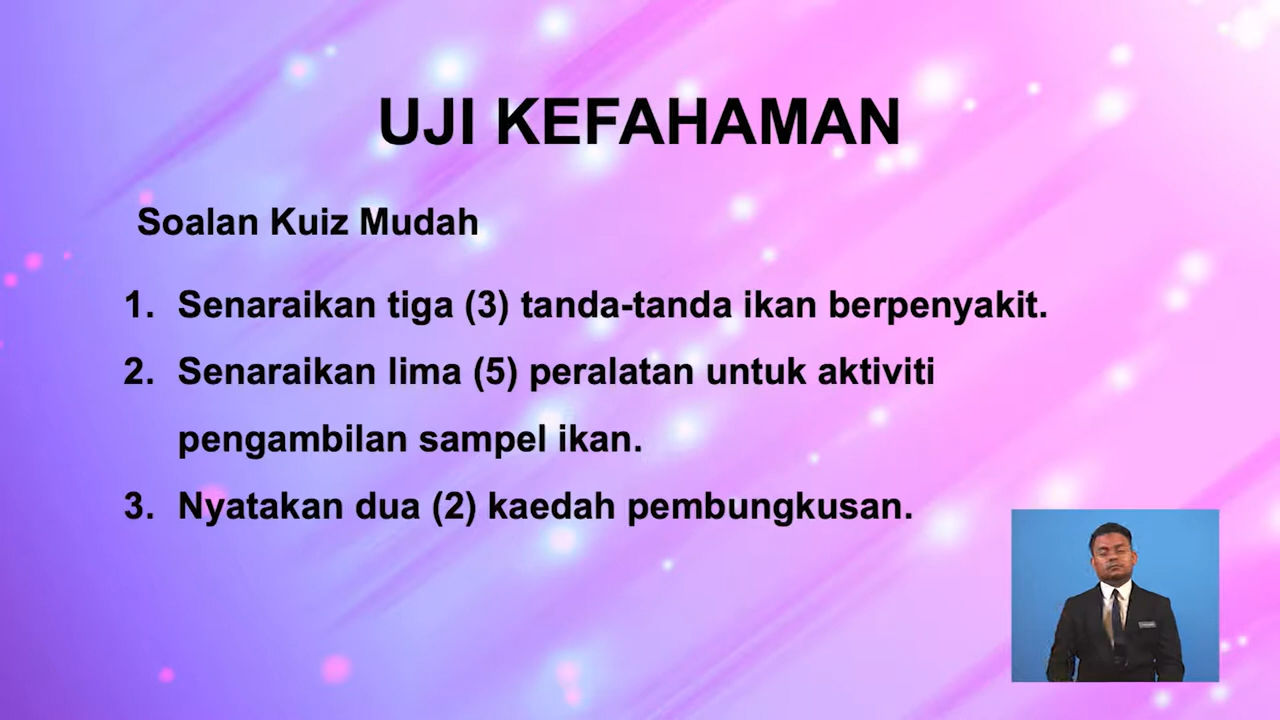 UJI KEFAHAMAN
Soalan Kuiz Mudah
1. Senaraikan tiga (3) tanda-tanda ikan berpenyakit.
2. Senaraikan lima (5) peralatan untuk aktiviti
pengambilan sampel ikan.
3. Nyatakan dua (2) kaedah pembungkusan.